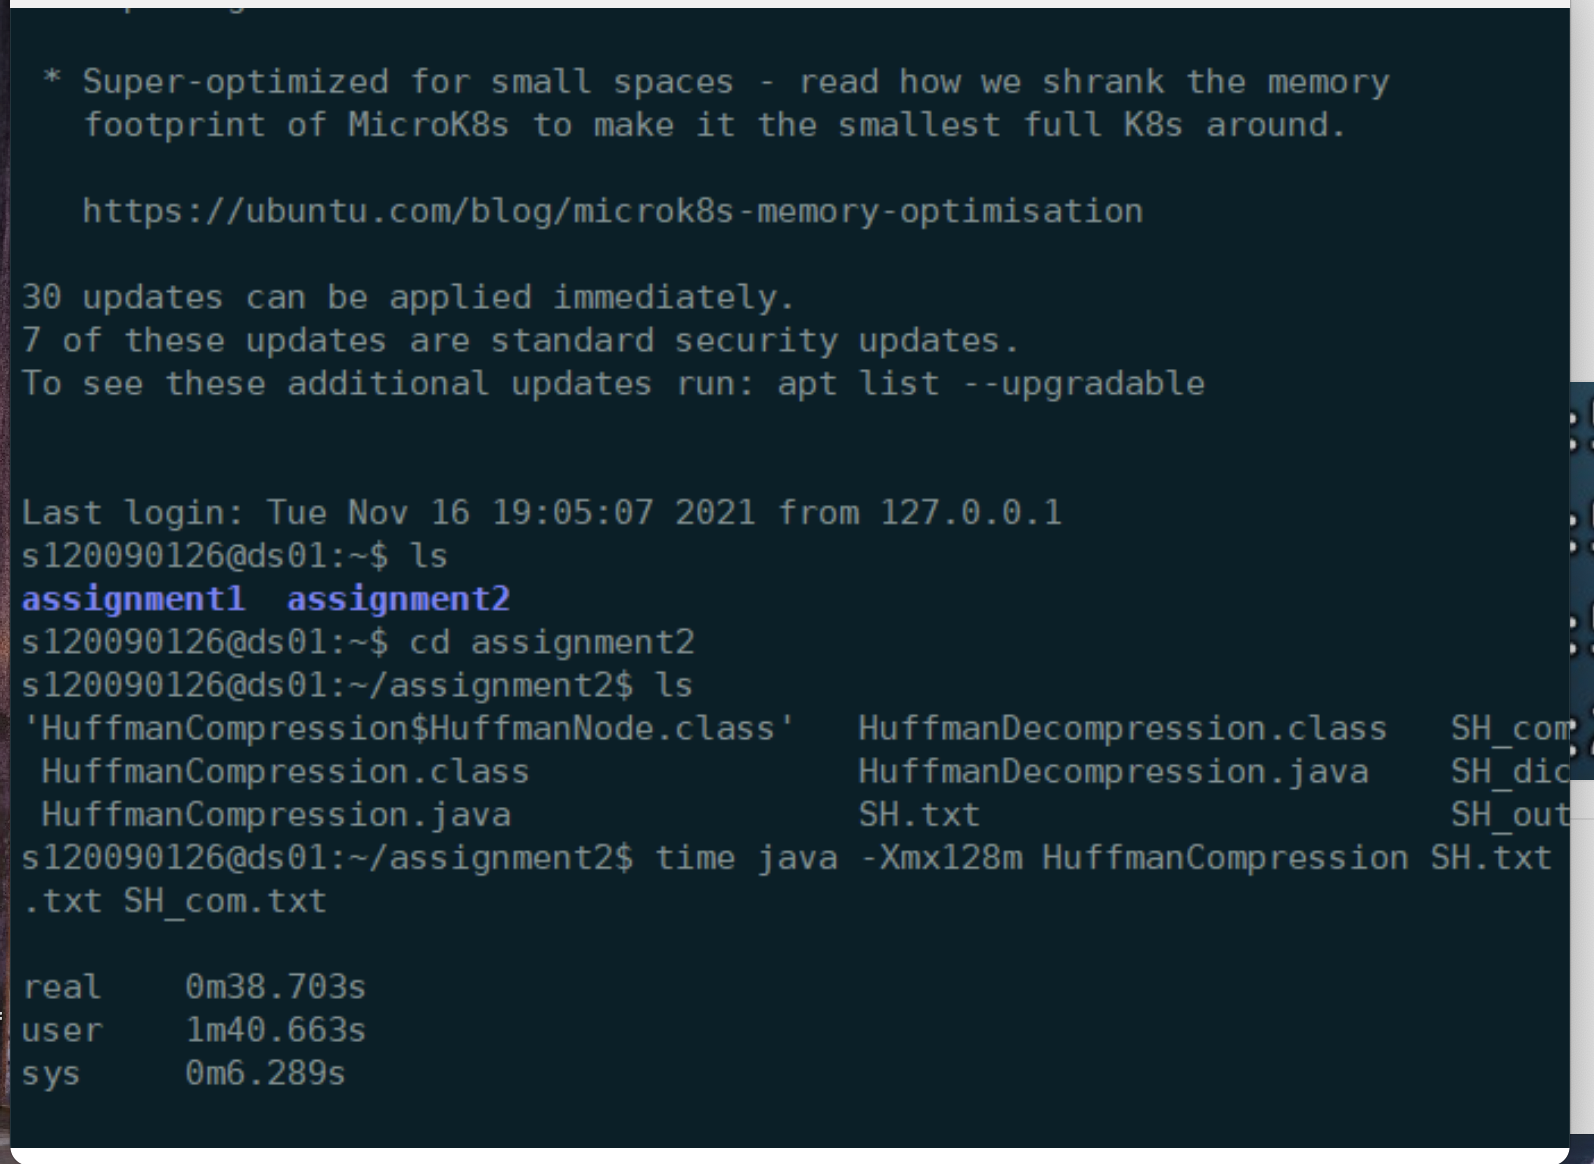 * Super-optimized for small spaces - read how we shrank the memory
footprint of MicroK8s to make it the smallest full K8s around.
https://ubuntu.com/blog/microk8s-memory-optimisation
30 updates can be applied immediately.
7 of these updates are standard security updates.
To see these additional updates run: apt list --upgradable
Last login: Tue Nov 16 19:05:07 2021 from 127.0.0.1
s120090126@ds01:~$ ls
assignment1  assignment2
s120090126@ds01:~$ cd assignment2
s120090126@ds01:~/assignment2$ ls
'HuffmanCompression$HuffmanNode.class'   HuffmanDecompression.class   SH_com
HuffmanCompression.class                HuffmanDecompression.java    SH_dic
HuffmanCompression.java                 SH.txt                       SH_out
s120090126@ds01:~/assignment2$ time java -Xmx128m HuffmanCompression SH.txt
.txt SH_com.txt
real    0m38.703s
user    1m40.663s
sys     0m6.289s